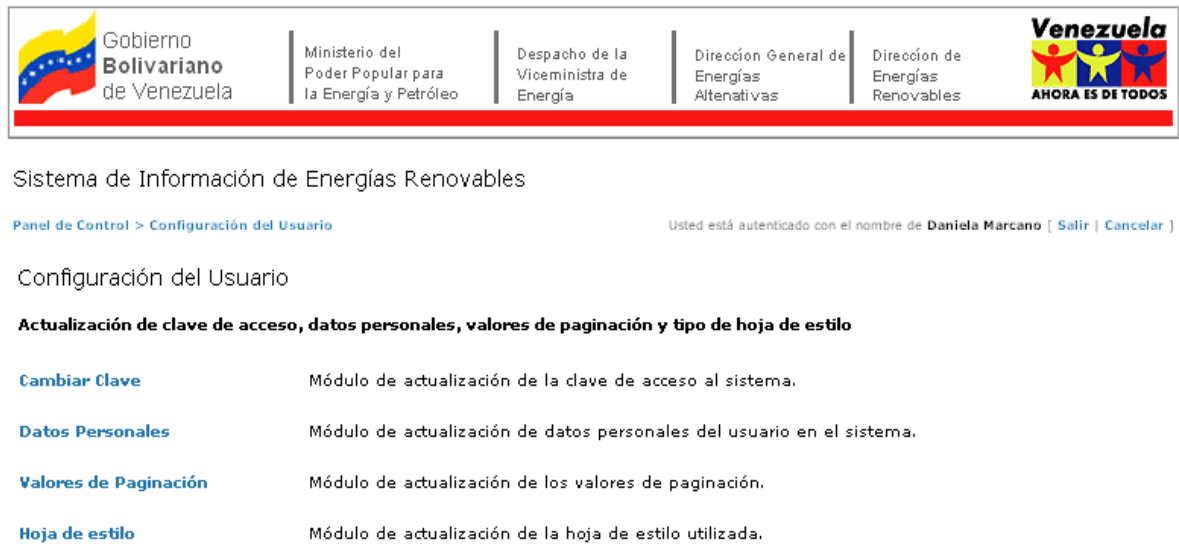 Gobierno
Bolivariano
de Venezuela
Ministerio del
Poder Popular para
la Energía y Petróleo
Despacho de la
Viceministra de
Energía
Direccíon General de
Energías
Altenativas
Direccíon de
Energías
Renovables
Venezuela
AHORA ES DE TODOS
Sistema de Información de Energías Renovables
Panel de Control > Configuración del Usuario
Usted está autenticado con el nombre de Daniela Marcano [ Salir | Cancelar ]
Configuración del Usuario
Actualización de clave de acceso, datos personales, valores de paginación y tipo de hoja de estilo
Cambiar Clave Módulo de actualización de la clave de acceso al sistema.
Datos Personales Módulo de actualización de datos personales del usuario en el sistema.
Valores de Paginación Módulo de actualización de los valores de paginación.
Hoja de estilo Módulo de actualización de la hoja de estilo utilizada.